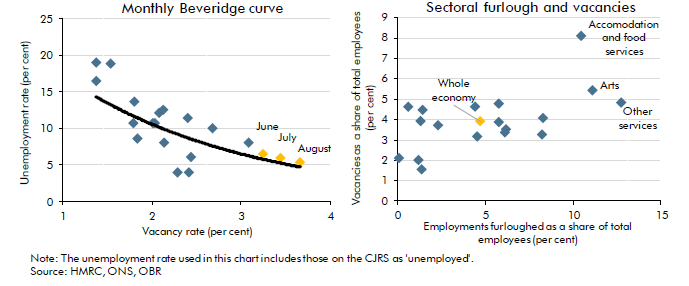 Monthly Beveridge curve
Unemployment rate (per cent)
25
20
15
10
5
0
June
July
August
1
2
3
4
Vacancy rate (per cent)
Sectoral furlough and vacancies
Vacancies as a share of total employees
(per cent)
9
8
7
6
5
4
3
2
1
0
Accomodation
and food
services
Whole
economy
Arts
Other
services
0
5
10
15
Employments furloughed as a share of total
employees (per cent)
Note: The unemployment rate used in this chart includes those on the CJRS as 'unemployed'.
Source: HMRC, ONS, OBR